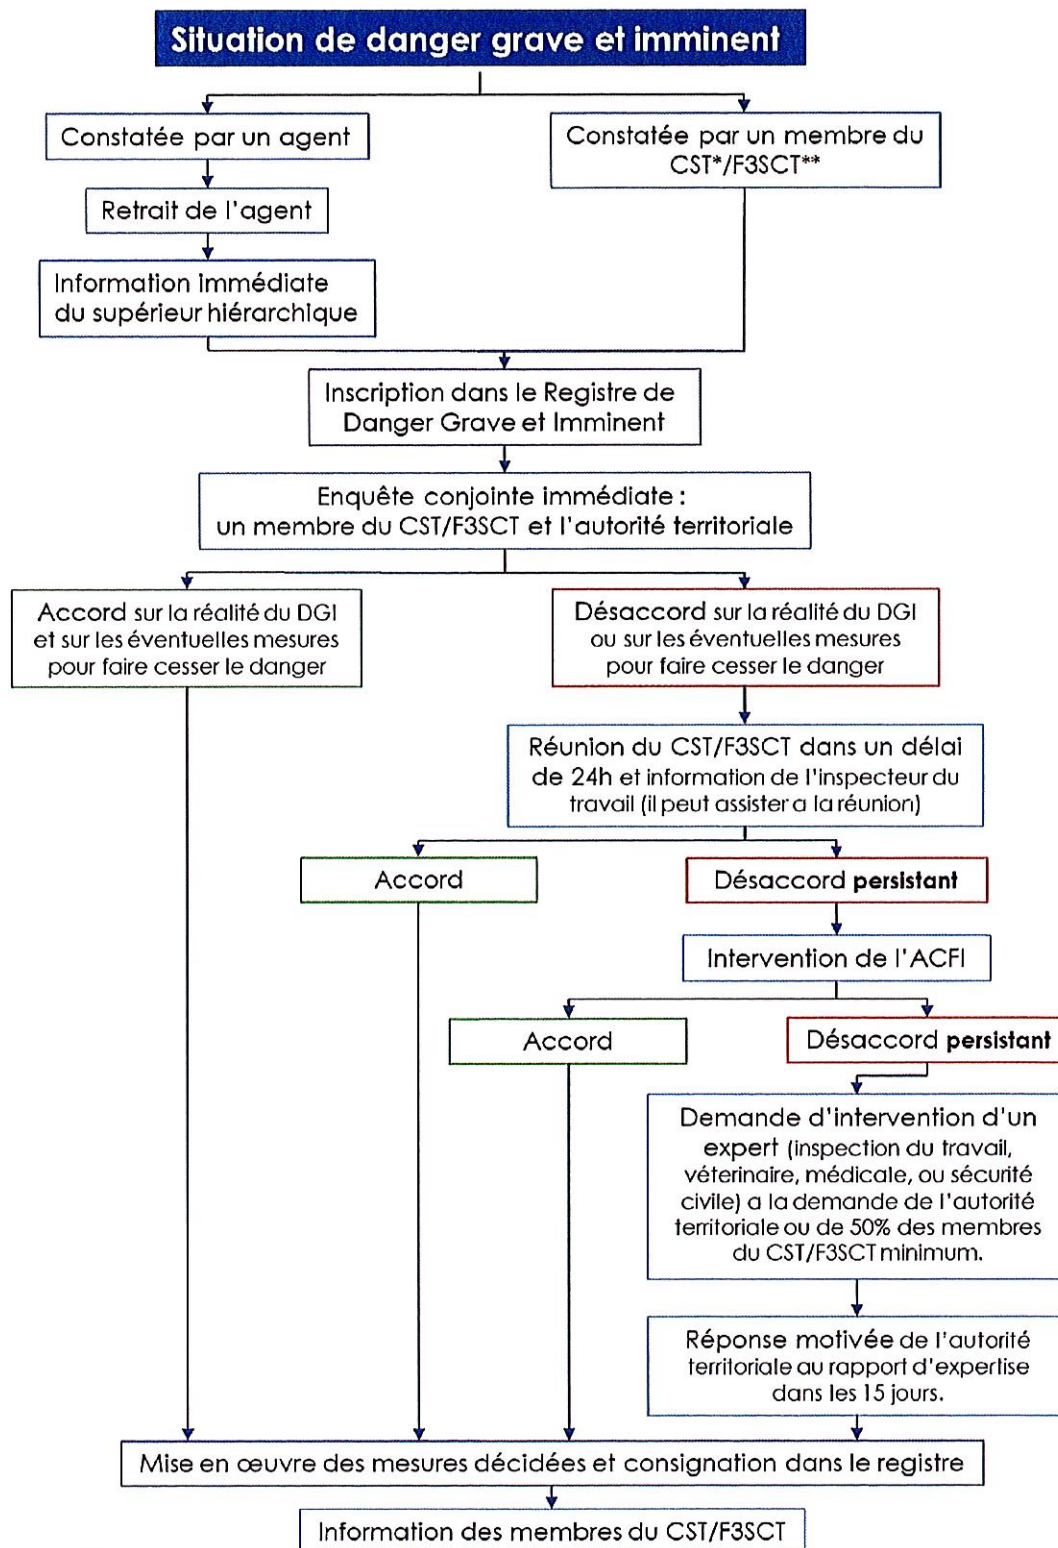 Situation de danger grave et imminent
Constatée par un agent
Constatée par un membre du
CST*/F3SCT**
Retrait de l'agent
Information immédiate
du supérieur hiérarchique
Inscription dans le Registre de
Danger Grave et Imminent
Enquête conjointe immédiate :
un membre du CST/F3SCT et l'autorité territoriale
Accord sur la réalité du DGI
et sur les éventuelles mesures
pour faire cesser le danger
Désaccord sur la réalité du DGI
ou sur les éventuelles mesures
pour faire cesser le danger
Réunion du CST/F3SCT dans un délai
de 24h et information de l'inspecteur du
travail (il peut assister a la réunion)
Accord
Désaccord persistant
Intervention de l'ACFI
Accord
Désaccord persistant
Demande d'intervention d'un
expert (inspection du travail,
véterinaire, médicale, ou sécurité
civile) a la demande de l'autorité
territoriale ou de 50% des membres
du CST/F3SCT minimum.
Réponse motivée de l'autorité
territoriale au rapport d'expertise
dans les 15 jours.
Mise en œuvre des mesures décidées et consignation dans le registre
Information des membres du CST/F3SCT